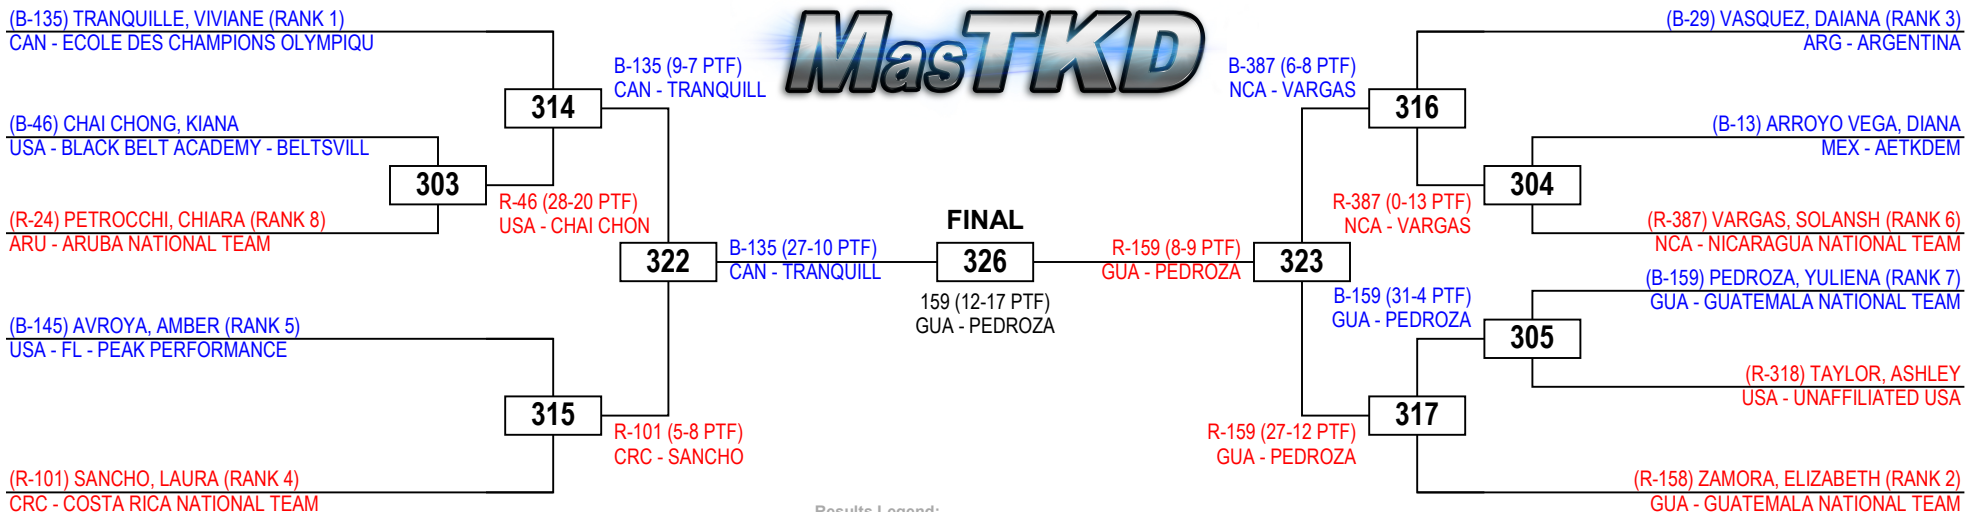 (B-135) TRANQUILLE, VIVIANE (RANK 1)
CAN - ECOLE DES CHAMPIONS OLYMPIQU
(B-46) CHAI CHONG, KIANA
USA - BLACK BELT ACADEMY - BELTSVILL
303
(R-24) PETROCCHI, CHIARA (RANK 8)
ARU - ARUBA NATIONAL TEAM
(B-145) AVROYA, AMBER (RANK 5)
USA - FL - PEAK PERFORMANCE
(R-101) SANCHO, LAURA (RANK 4)
CRC - COSTA RICA NATIONAL TEAM
314
R-46 (28-20 PTF)
USA - CHAI CHON
315
B-135 (9-7 PTF)
CAN - TRANQUILL
322
R-101 (5-8 PTF)
CRC - SANCHO
MasTKD
B-135 (27-10 PTF)
CAN - TRANQUILL
FINAL
326
159 (12-17 PTF)
GUA - PEDROZA
R-159 (8-9 PTF)
GUA - PEDROZA
B-387 (6-8 PTF)
NCA - VARGAS
323
R-159 (27-12 PTF)
GUA - PEDROZA
316
R-387 (0-13 PTF)
NCA - VARGAS
B-159 (31-4 PTF)
GUA - PEDROZA
317
(B-29) VASQUEZ, DAIANA (RANK 3)
ARG - ARGENTINA
(B-13) ARROYO VEGA, DIANA
MEX - AETKDEM
304
(R-387) VARGAS, SOLANSH (RANK 6)
NCA - NICARAGUA NATIONAL TEAM
(B-159) PEDROZA, YULIENA (RANK 7)
GUA - GUATEMALA NATIONAL TEAM
305
(R-318) TAYLOR, ASHLEY
USA - UNAFFILIATED USA
(R-158) ZAMORA, ELIZABETH (RANK 2)
GUA - GUATEMALA NATIONAL TEAM
Results Legend: